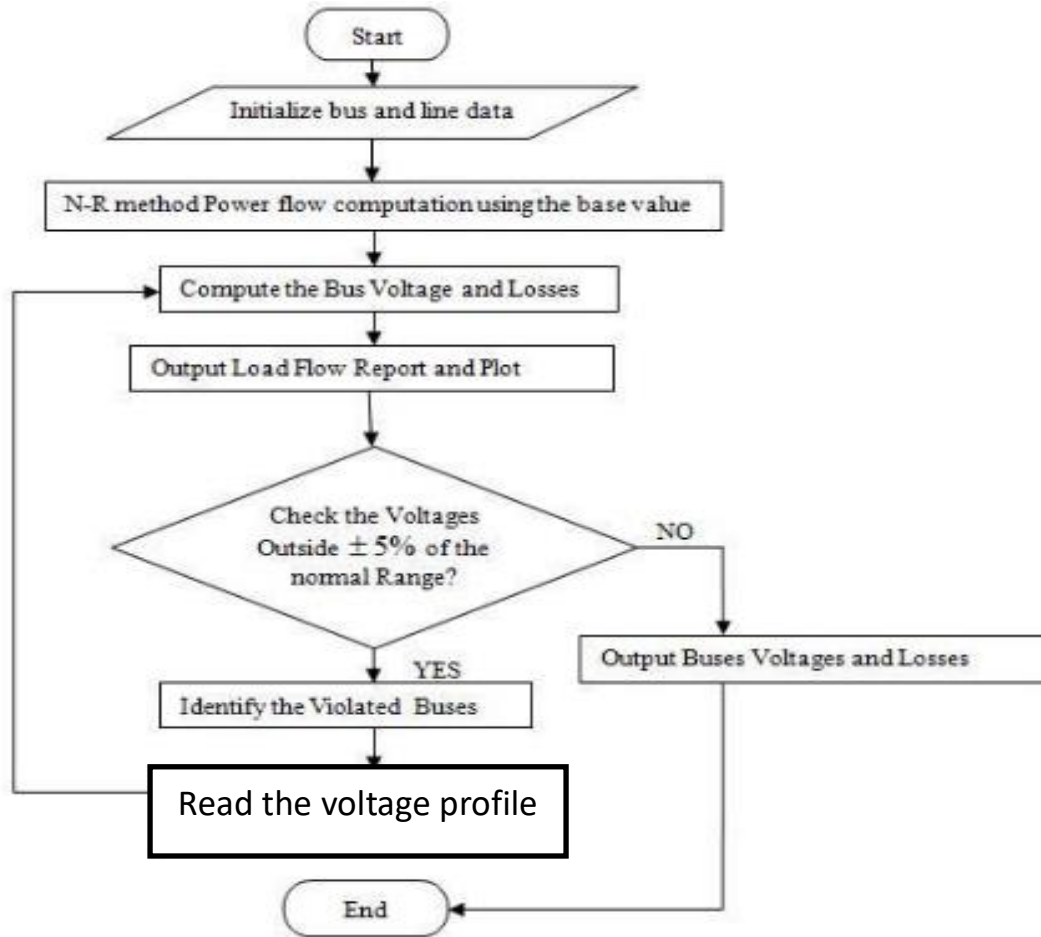 Start
Initialize bus and line data
N-R method Power flow computation using the base value
Compute the Bus Voltage and Losses
Output Load Flow Report and Plot
Check the Voltages
Outside ± 5% of the
normal Range?
NO
YES
Output Buses Voltages and Losses
Identify the Violated Buses
Read the voltage profile
End